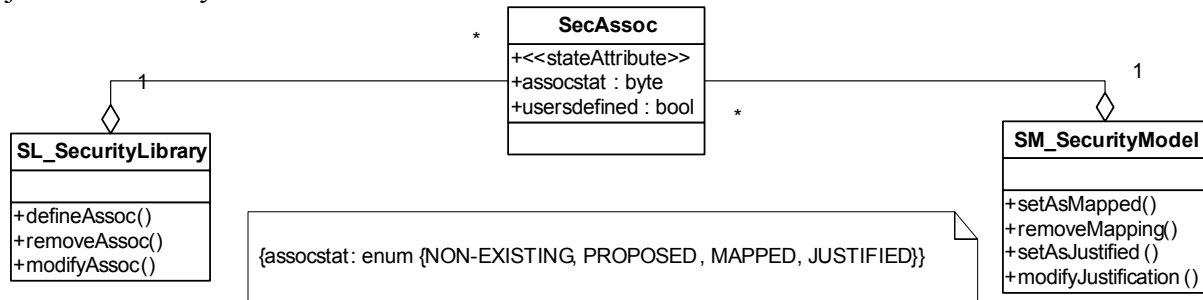 SecAssoc
*
+<<stateAttribute>>
+assocstat : byte
+usersdefined : bool
1
1
*
SL_SecurityLibrary
SM_SecurityModel
+defineAssoc()
+removeAssoc()
+modifyAssoc()
+setAsMapped()
+removeMapping()
+setAsJustified ()
+modifyJustification ()
{assocstat: enum {NON-EXISTING, PROPOSED , MAPPED, JUSTIFIED}}